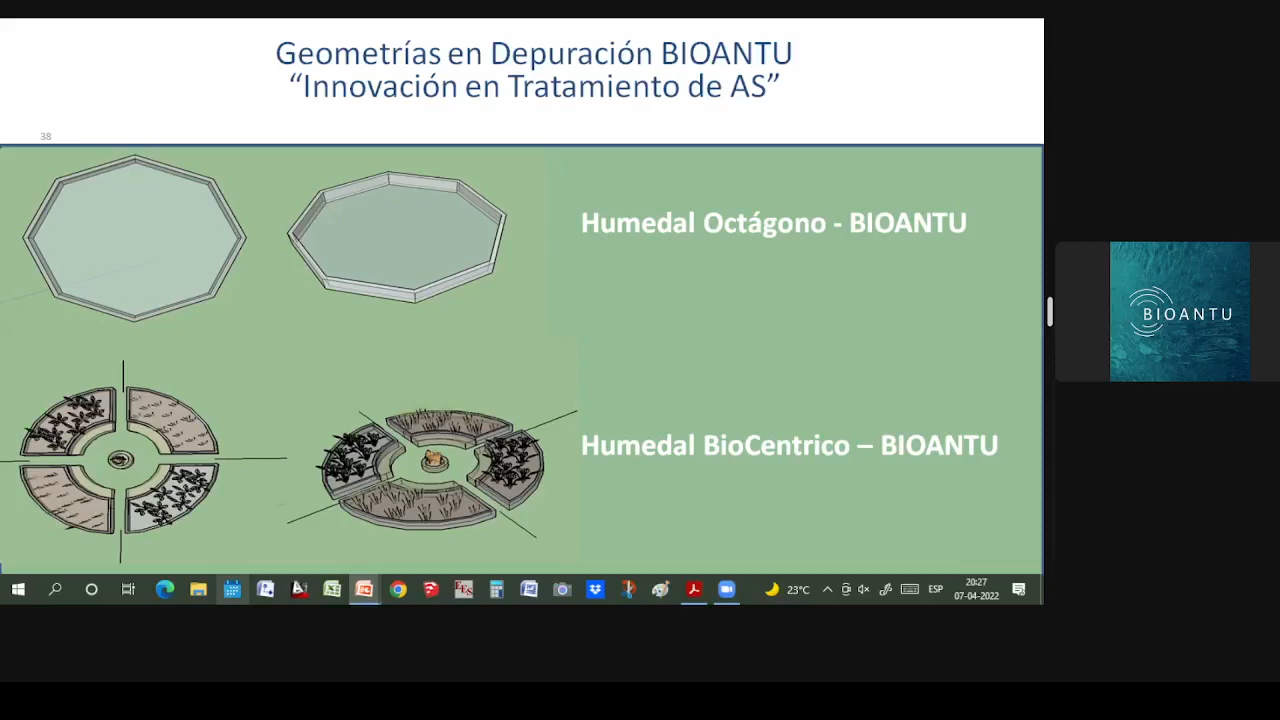 Geometrías en Depuración BIOANTU
“Innovación en Tratamiento de AS”
38
Humedal Octágono - BIOANTU
BIOANTU
Humedal BioCentrico – BIOANTU
23°C
ESP
20:27
07-04-2022